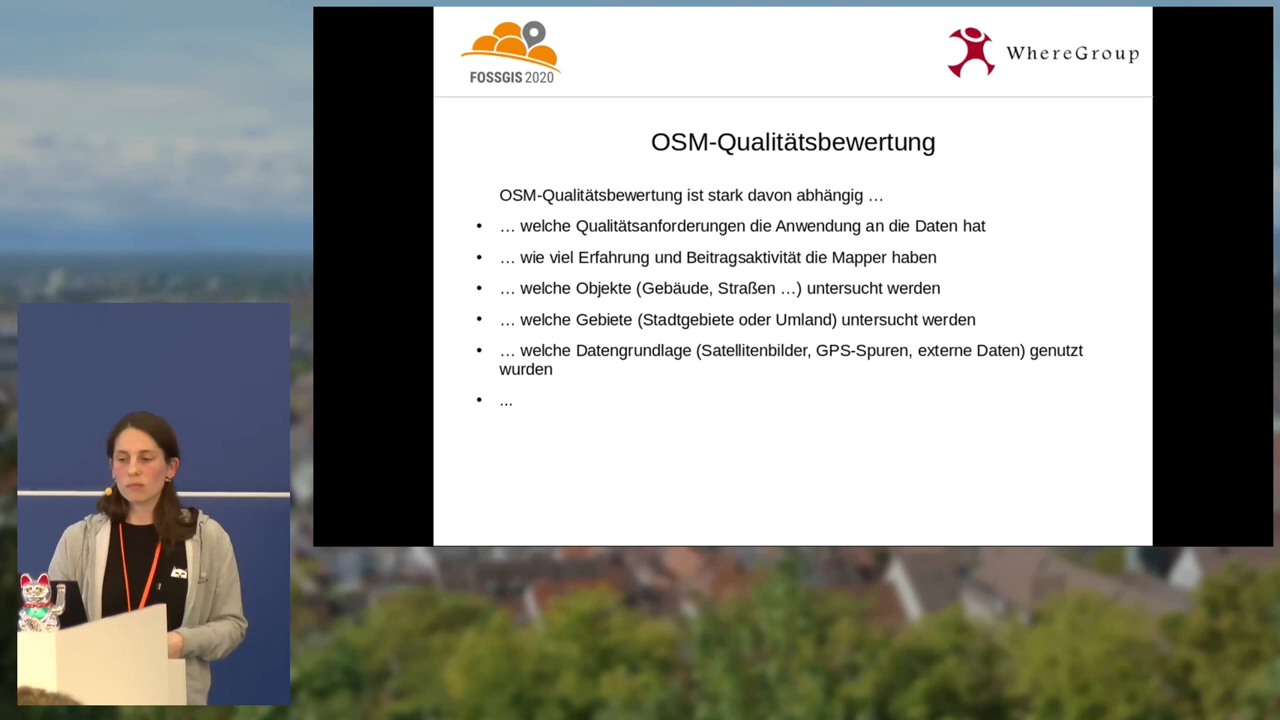 FOSSGIS 2020
WhereGroup
OSM-Qualitätsbewertung
OSM-Qualitätsbewertung ist stark davon abhängig …
• … welche Qualitätsanforderungen die Anwendung an die Daten hat
• … wie viel Erfahrung und Beitragsaktivität die Mapper haben
• … welche Objekte (Gebäude, Straßen …) untersucht werden
• … welche Gebiete (Stadtgebiete oder Umland) untersucht werden
• … welche Datengrundlage (Satellitenbilder, GPS-Spuren, externe Daten) genutzt
wurden
• ...